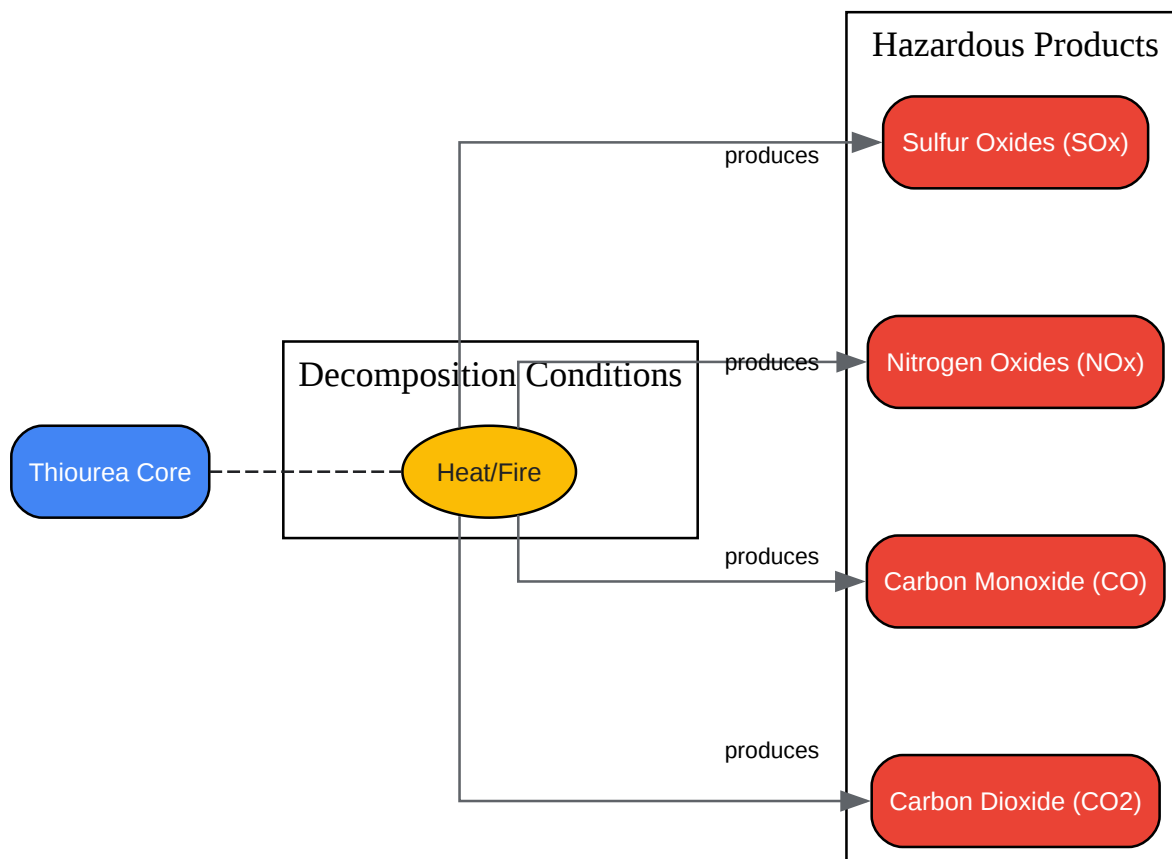 Hazardous Products
Sulfur Oxides (SOx)
produces
Nitrogen Oxides (NOx)
produces
Decomposition Conditions
Thiourea Core
Heat/Fire
produces
Carbon Monoxide (CO)
produces
Carbon Dioxide (CO2)